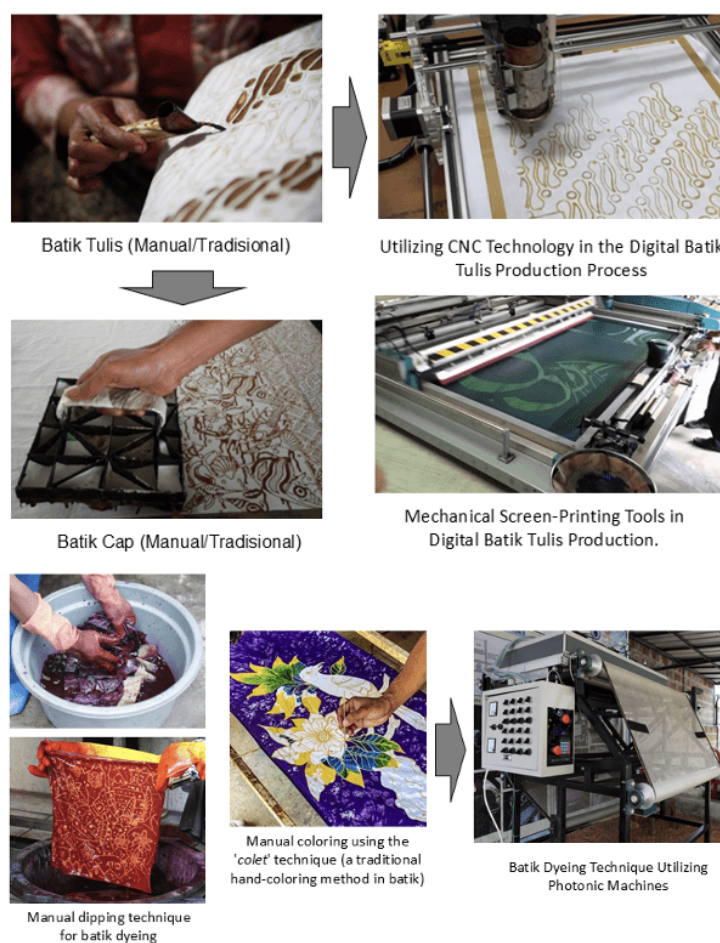 Batik Tulis (Manual/Tradisional)
Utilizing CNC Technology in the Digital Batik
Tulis Production Process
Batik Cap (Manual/Tradisional)
Mechanical Screen-Printing Tools in
Digital Batik Tulis Production.
Manual dipping technique
for batik dyeing
Manual coloring using the
'colet' technique (a traditional
hand-coloring method in batik)
Batik Dyeing Technique Utilizing
Photonic Machines